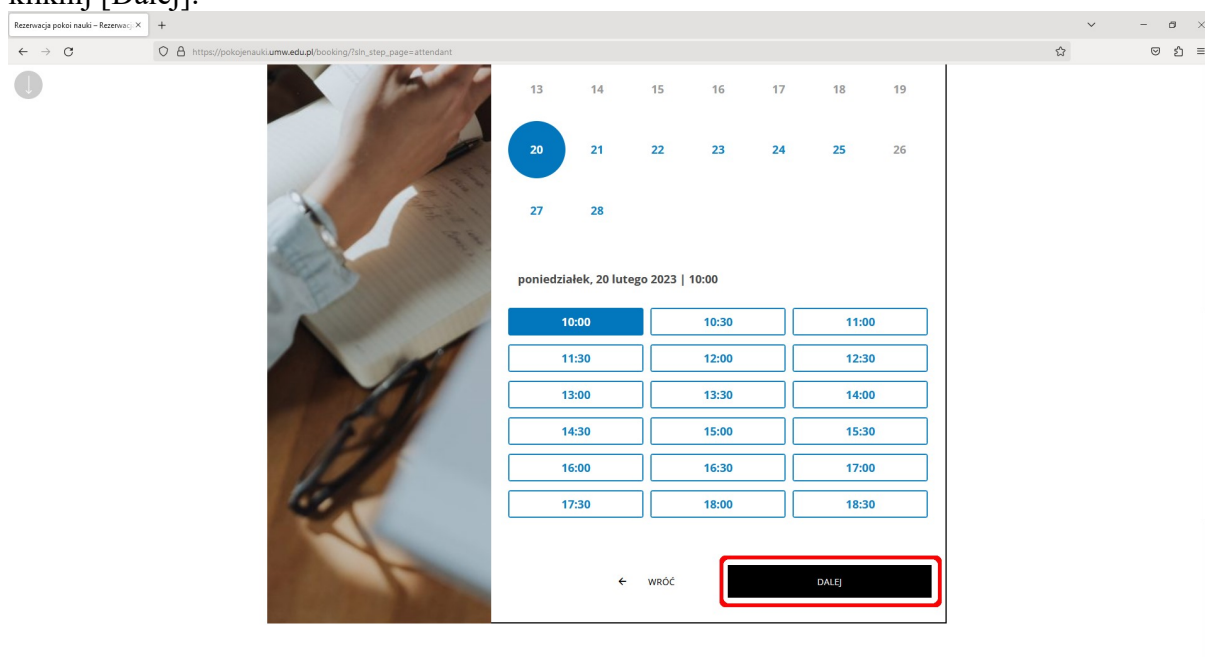 kliknij [Dalej].
Rezerwacja pokoi nauki – Rezerwacj
https://pokojenauki.umw.edu.pl/booking/?sln_step_page=attendant
13 14 15 16 17 18 19
20 21 22 23 24 25 26
27 28
poniedziałek, 20 lutego 2023 | 10:00
10:00 10:30 11:00
11:30 12:00 12:30
13:00 13:30 14:00
14:30 15:00 15:30
16:00 16:30 17:00
17:30 18:00 18:30
← WRÓĆ DALEJ